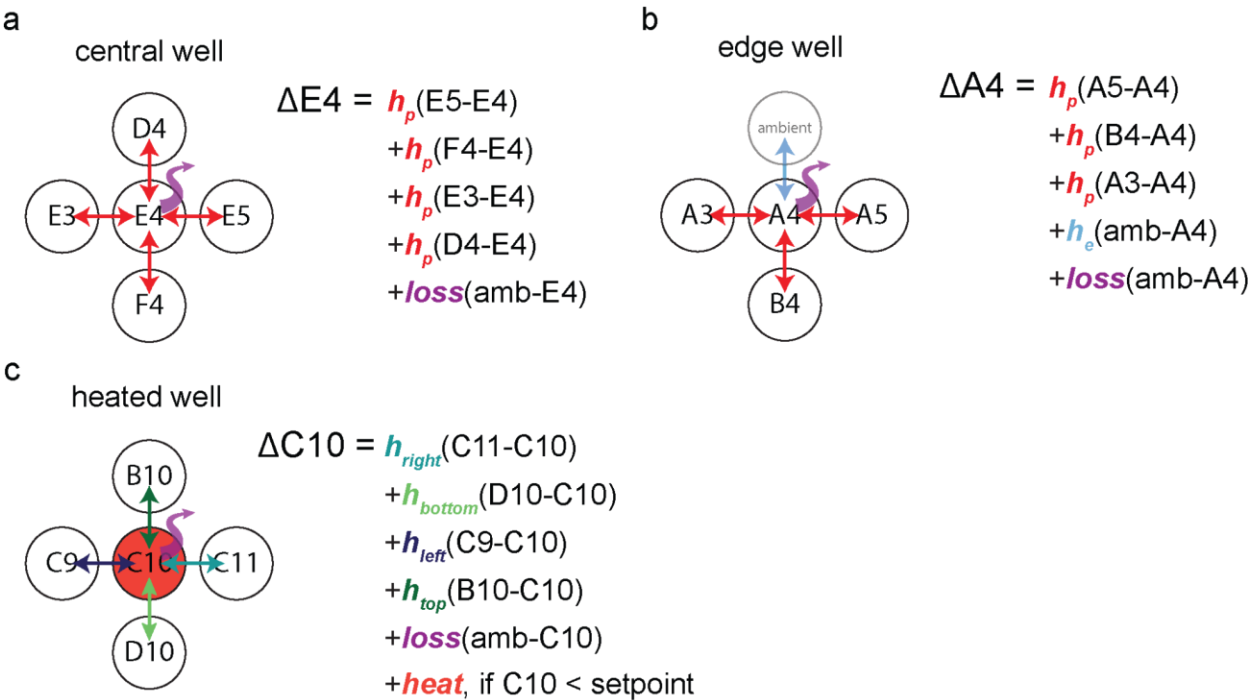 a
central well
D4
E3
E4
E5
F4
ΔE4 = hp(E5-E4)
+hp(F4-E4)
+hp(E3-E4)
+hp(D4-E4)
+loss(amb-E4)
b
edge well
ambient
A3
A4
A5
B4
ΔA4 = hp(A5-A4)
+hp(B4-A4)
+hp(A3-A4)
+he(amb-A4)
+loss(amb-A4)
c
heated well
B10
C9
C10
C11
D10
ΔC10 = hright(C11-C10)
+hbottom(D10-C10)
+hleft(C9-C10)
+htop(B10-C10)
+loss(amb-C10)
+heat, if C10 < setpoint